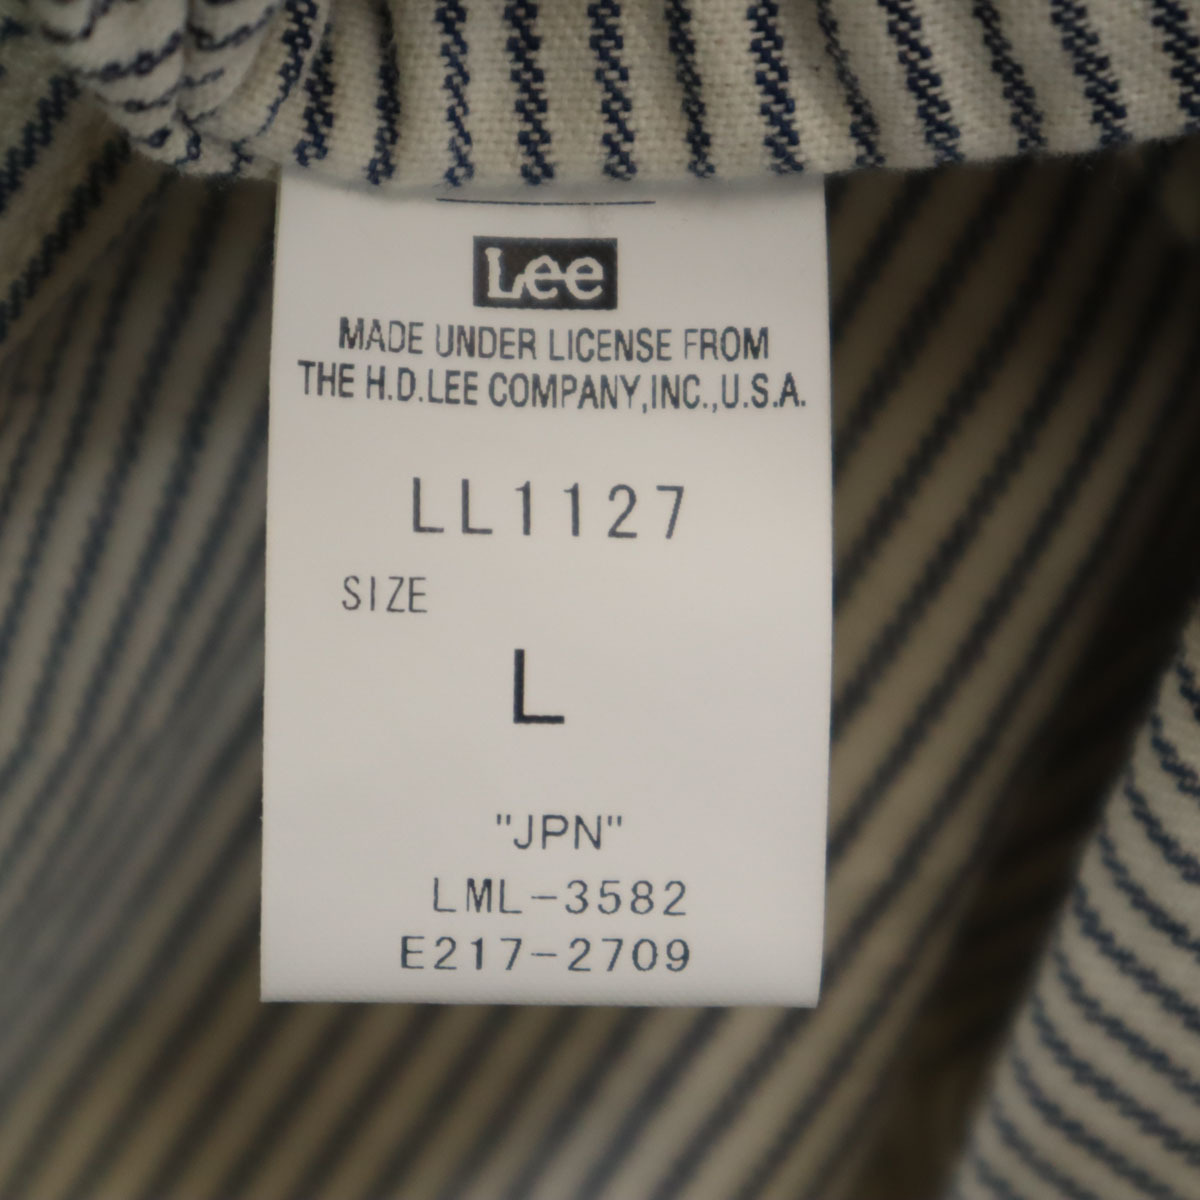 Lee
MADE UNDER LICENSE FROM
THE H.D.LEE COMPANY,INC.,U.S.A.
LL1127
SIZE
L
"JPN"
LML-3582
E217-2709